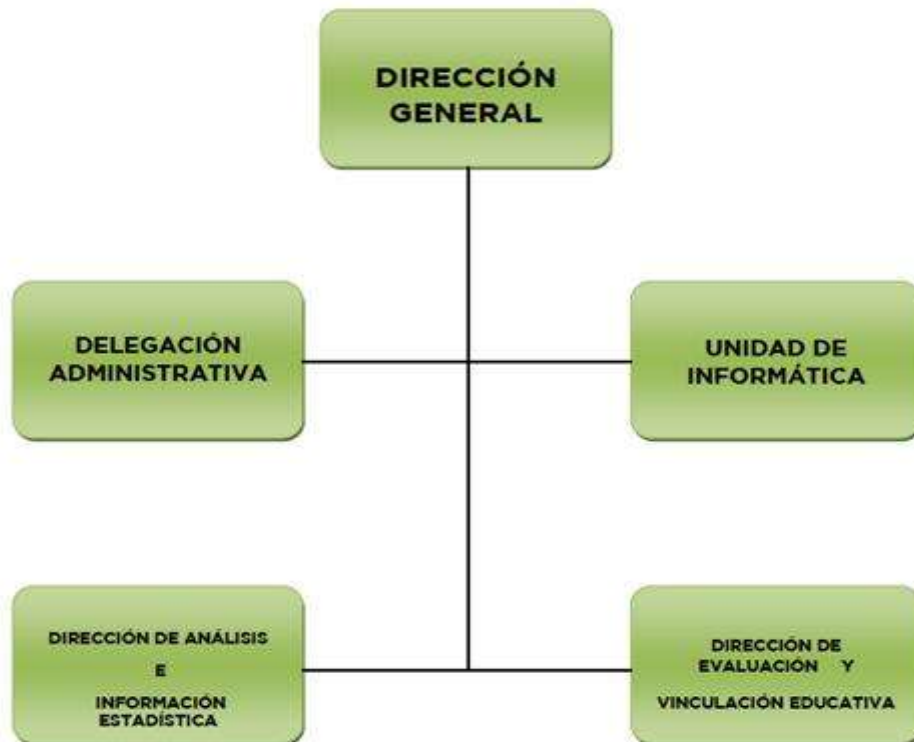 DIRECCIÓN
GENERAL
DELEGACIÓN
ADMINISTRATIVA
UNIDAD DE
INFORMÁTICA
DIRECCIÓN DE ANÁLISIS
E
INFORMACIÓN
ESTADÍSTICA
DIRECCIÓN DE
EVALUACIÓN Y
VINCULACIÓN EDUCATIVA